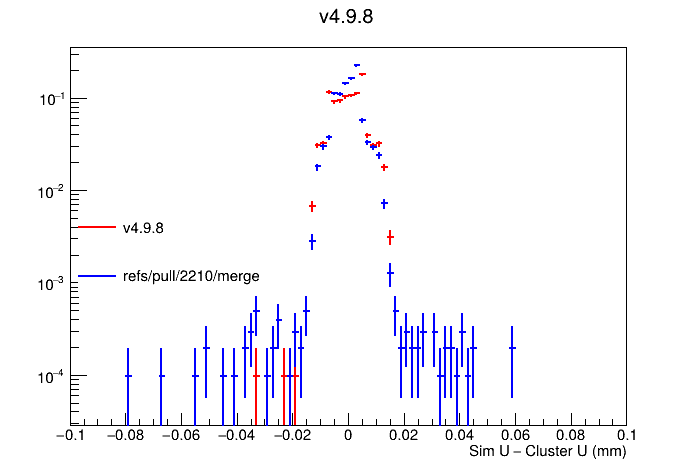 v4.9.8
10⁻¹
10⁻²
v4.9.8
refs/pull/2210/merge
10⁻³
10⁻⁴
−0.1 −0.08 −0.06 −0.04 −0.02 0 0.02 0.04 0.06 0.08 0.1
Sim U − Cluster U (mm)